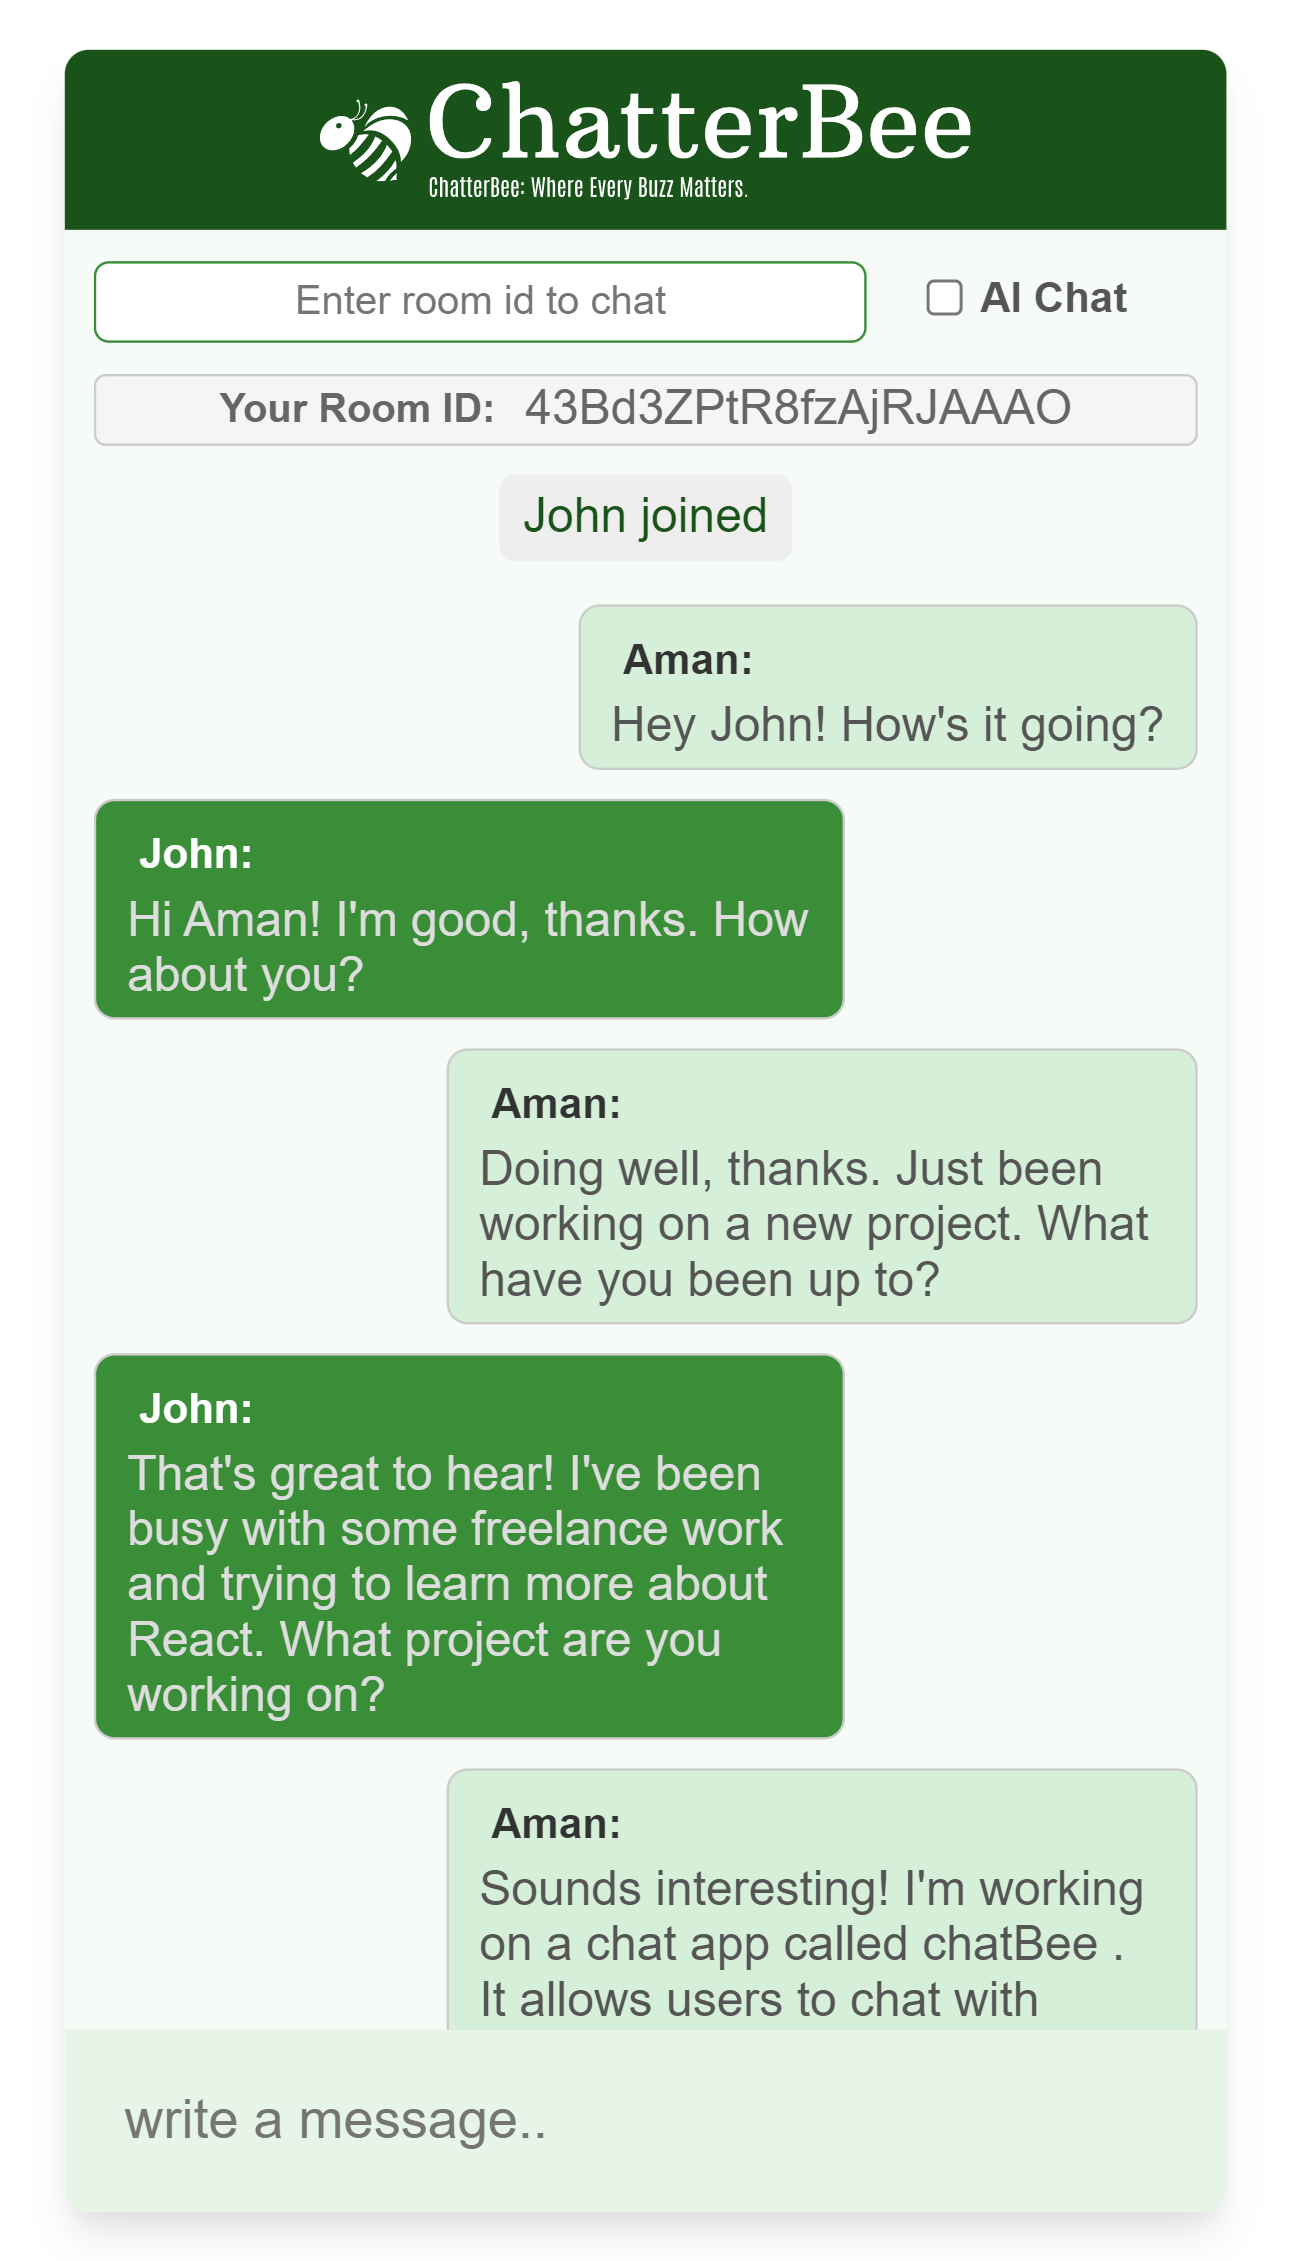 ChatterBee
ChatterBee: Where Every Buzz Matters.
Enter room id to chat
AI Chat
Your Room ID: 43Bd3ZPtR8fzAjRJAAAO
John joined
Aman:
Hey John! How's it going?
John:
Hi Aman! I'm good, thanks. How
about you?
Aman:
Doing well, thanks. Just been
working on a new project. What
have you been up to?
John:
That's great to hear! I've been
busy with some freelance work
and trying to learn more about
React. What project are you
working on?
Aman:
Sounds interesting! I'm working
on a chat app called chatBee .
It allows users to chat with
write a message..